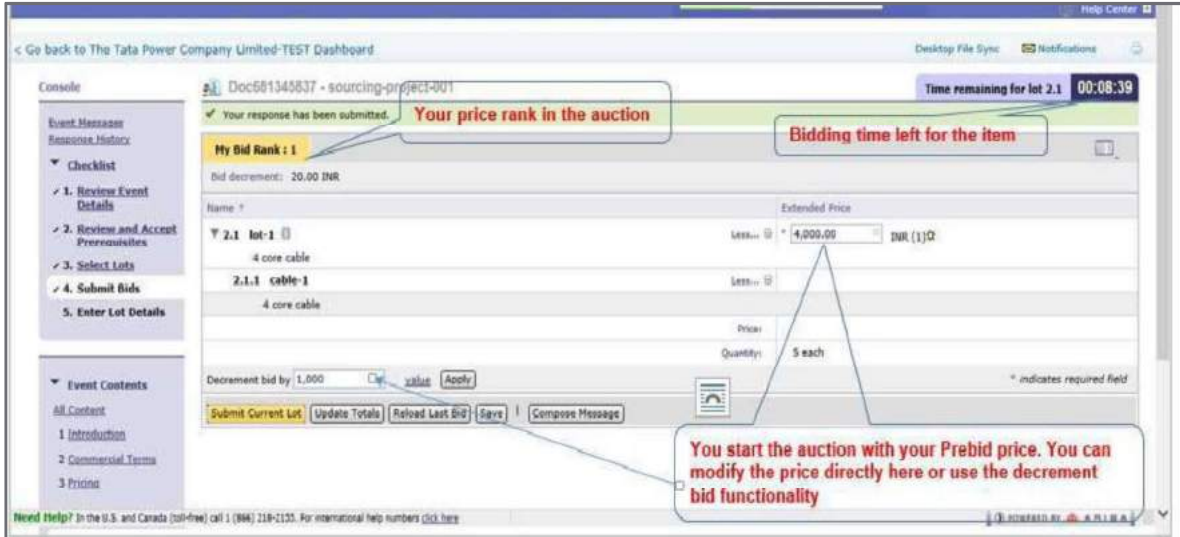 Help Center
< Go back to The Tata Power Company Limited-TEST Dashboard
Desktop File Sync
Notifications
Console
Doc681345837 - sourcing-project-001
Time remaining for lot 2.1
00:08:39
✓ Your response has been submitted.
Your price rank in the auction
Bidding time left for the item
Event Messages
Response History
▼ Checklist
✓ 1. Review Event
Details
✓ 2. Review and Accept
Prerequisites
✓ 3. Select Lots
✓ 4. Submit Bids
5. Enter Lot Details
My Bid Rank : 1
Bid decrement: 20.00 INR
Name ↑
Extended Price
▼ 2.1 lot-1
Less...
* 4,000.00
INR (1)
4 core cable
2.1.1 cable-1
Less...
4 core cable
Price:
Quantity:
5 each
Decrement bid by 1,000
value
Apply
* indicates required field
Submit Current Lot
Update Totals
Reload Last Bid
Save
|
Compose Message
You start the auction with your Prebid price. You can
modify the price directly here or use the decrement
bid functionality
▼ Event Contents
All Content
1 Introduction
2 Commercial Terms
3 Pricing
Need Help? In the U.S. and Canada (toll-free) call 1 (866) 218-2155. For international help numbers click here
POWERED BY ARIBA